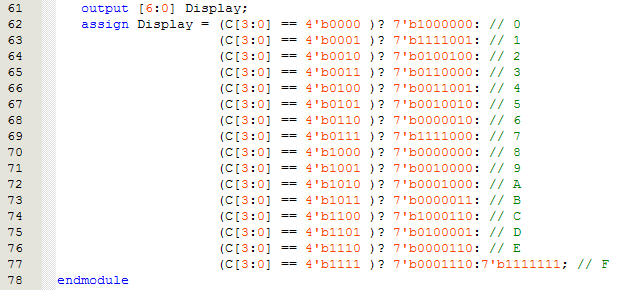 61 output [6:0] Display;
62 assign Display = (C[3:0] == 4'b0000 )? 7'b1000000: // 0
63 (C[3:0] == 4'b0001 )? 7'b1111001: // 1
64 (C[3:0] == 4'b0010 )? 7'b0100100: // 2
65 (C[3:0] == 4'b0011 )? 7'b0110000: // 3
66 (C[3:0] == 4'b0100 )? 7'b0011001: // 4
67 (C[3:0] == 4'b0101 )? 7'b0010010: // 5
68 (C[3:0] == 4'b0110 )? 7'b0000010: // 6
69 (C[3:0] == 4'b0111 )? 7'b1111000: // 7
70 (C[3:0] == 4'b1000 )? 7'b0000000: // 8
71 (C[3:0] == 4'b1001 )? 7'b0010000: // 9
72 (C[3:0] == 4'b1010 )? 7'b0001000: // A
73 (C[3:0] == 4'b1011 )? 7'b0000011: // B
74 (C[3:0] == 4'b1100 )? 7'b1000110: // C
75 (C[3:0] == 4'b1101 )? 7'b0100001: // D
76 (C[3:0] == 4'b1110 )? 7'b0000110: // E
77 (C[3:0] == 4'b1111 )? 7'b0001110:7'b1111111; // F
78 endmodule